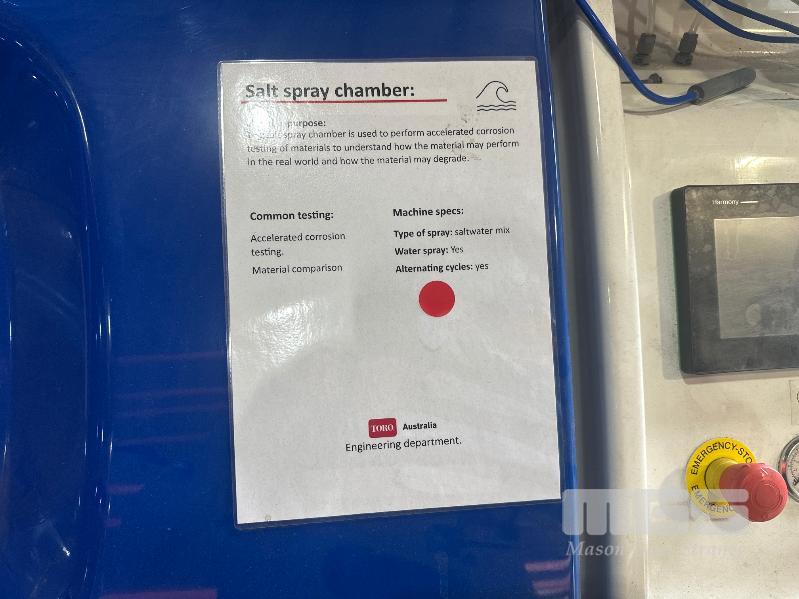 Salt spray chamber:
purpose:
spray chamber is used to perform accelerated corrosion
testing of materials to understand how the material may perform
in the real world and how the material may degrade.
Common testing:
Accelerated corrosion
testing.
Material comparison
Machine specs:
Type of spray: saltwater mix
Water spray: Yes
Alternating cycles: yes
TORO Australia
Engineering department.
Harmony
EMERGENCY-STO
EMERGENC
Mason